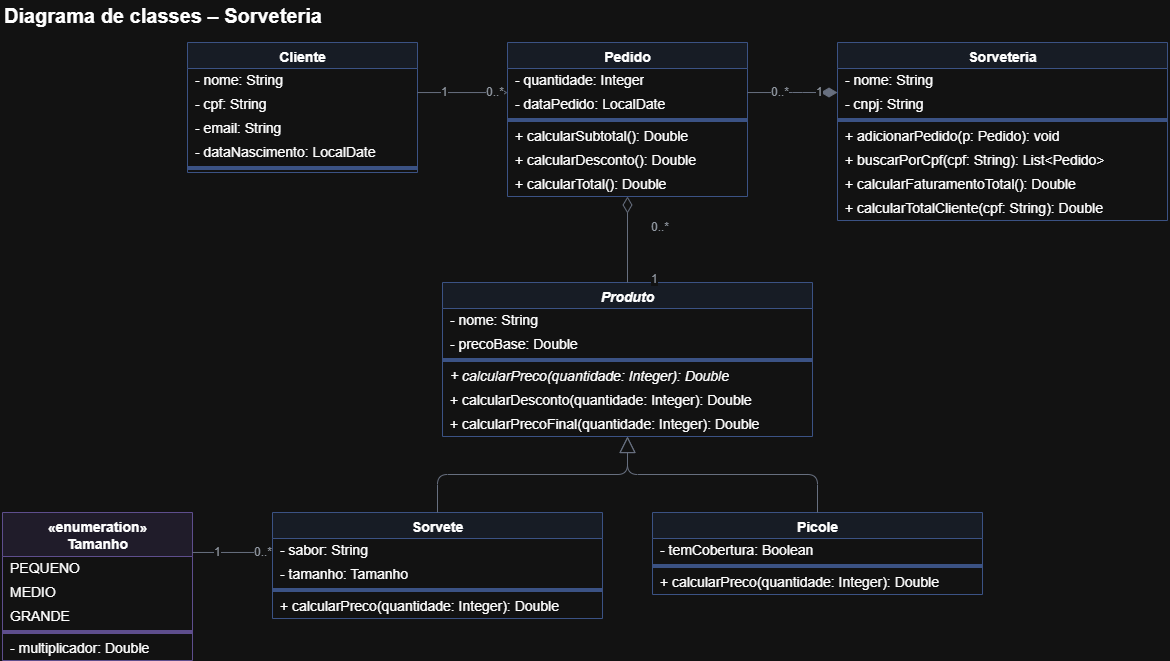 Diagrama de classes – Sorveteria
Cliente
- nome: String
- cpf: String
- email: String
- dataNascimento: LocalDate
1
0..*
Pedido
- quantidade: Integer
- dataPedido: LocalDate
+ calcularSubtotal(): Double
+ calcularDesconto(): Double
+ calcularTotal(): Double
0..*
1
Sorveteria
- nome: String
- cnpj: String
+ adicionarPedido(p: Pedido): void
+ buscarPorCpf(cpf: String): List<Pedido>
+ calcularFaturamentoTotal(): Double
+ calcularTotalCliente(cpf: String): Double
0..*
1
Produto
- nome: String
- precoBase: Double
+ calcularPreco(quantidade: Integer): Double
+ calcularDesconto(quantidade: Integer): Double
+ calcularPrecoFinal(quantidade: Integer): Double
«enumeration»
Tamanho
PEQUENO
MEDIO
GRANDE
- multiplicador: Double
1
0..*
Sorvete
- sabor: String
- tamanho: Tamanho
+ calcularPreco(quantidade: Integer): Double
Picole
- temCobertura: Boolean
+ calcularPreco(quantidade: Integer): Double